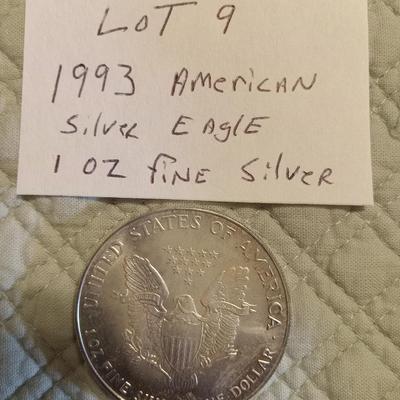 LOT 9
1993 AMERICAN
SILVER EAGLE
1 OZ FINE SILVER
UNITED STATES OF AMERICA
1 OZ. FINE SILVER ONE DOLLAR